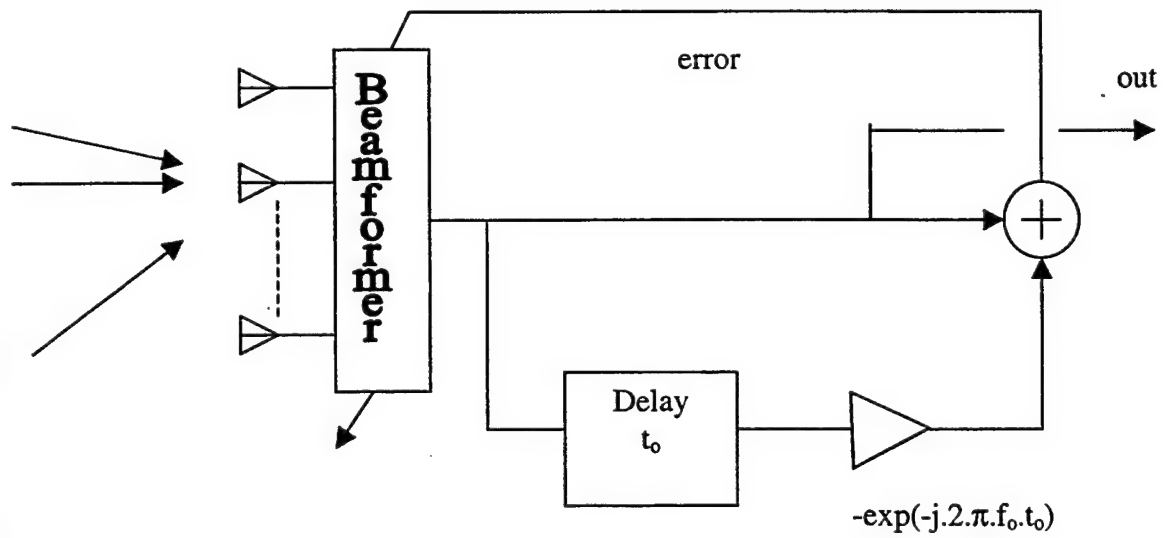 error
out
Beamformer
Delay
t₀
-exp(-j.2.π.f₀.t₀)